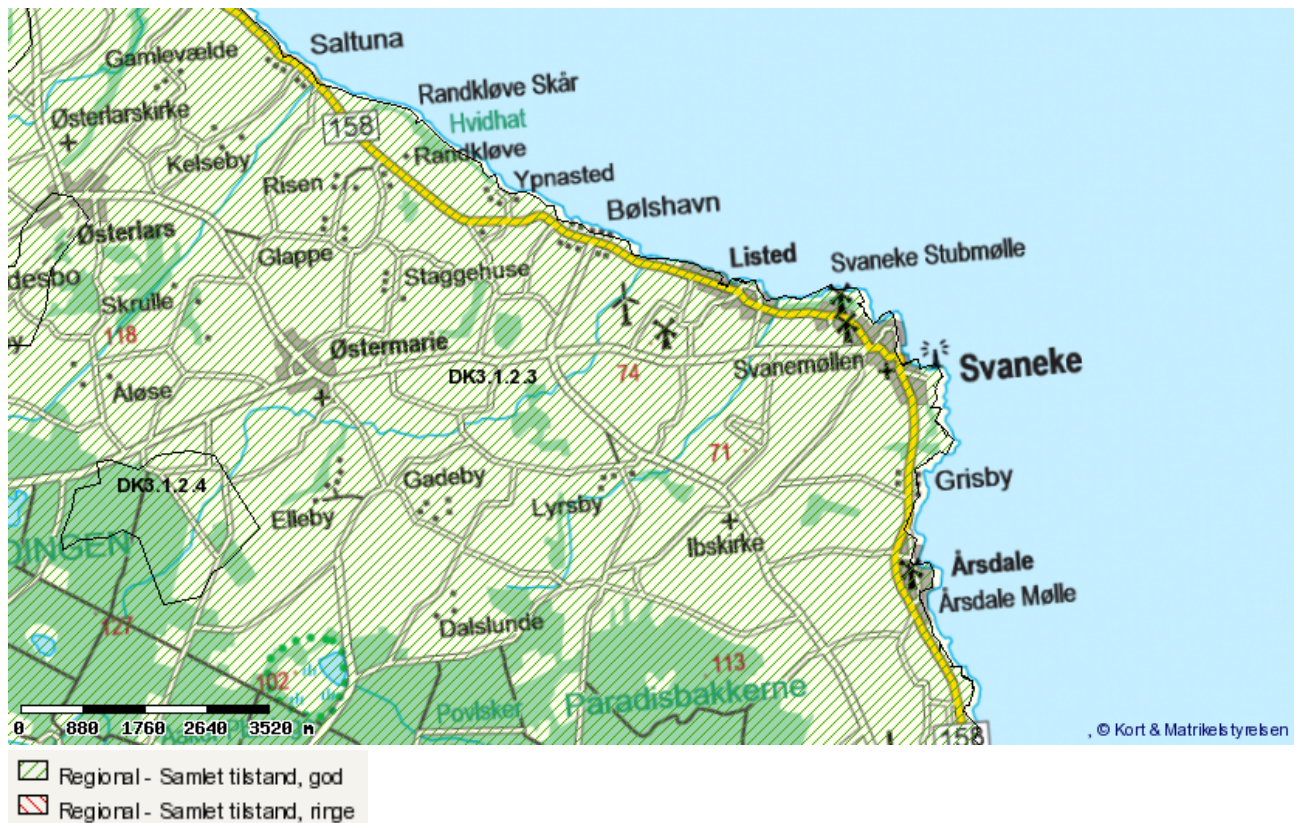 Saltuna
Gamlevælde
Randkløve Skår
Østerlarskirke
Hvidhat
158
Kelseby
Randkløve
Risen
Ypnasted
Bølshavn
Østerlars
Glappe
Listed
Svaneke Stubmølle
desbo
Staggehuse
Skrulle
118
y
Østermarie
DK3.1.2.3
74
Svanemøllen
Svaneke
Åløse
71
DK3.1.2.4
Gadeby
Lyrsby
Grisby
Elleby
DINGEN
Ibskirke
Årsdale
Årsdale Mølle
127
Dalslunde
102
113
Paradisbakkerne
Povlsker
0 880 1760 2640 3520 m
158
, © Kort & Matrikelstyrelsen
Regional - Samlet tilstand, god
Regional - Samlet tilstand, ringe